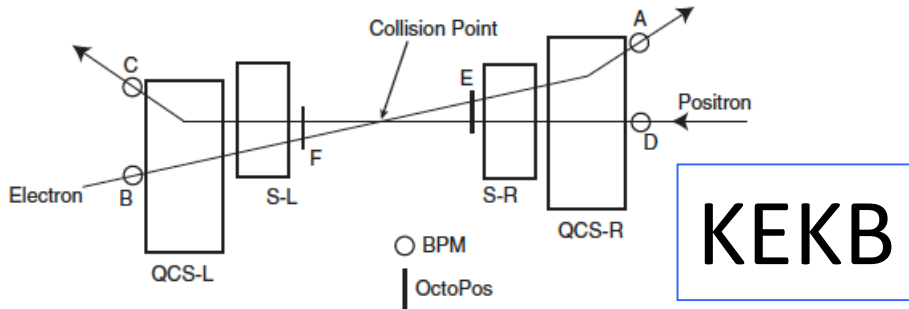 A
Collision Point
C
E
Positron
D
F
B
Electron
S-L
S-R
QCS-R
QCS-L
BPM
OctoPos
KEKB